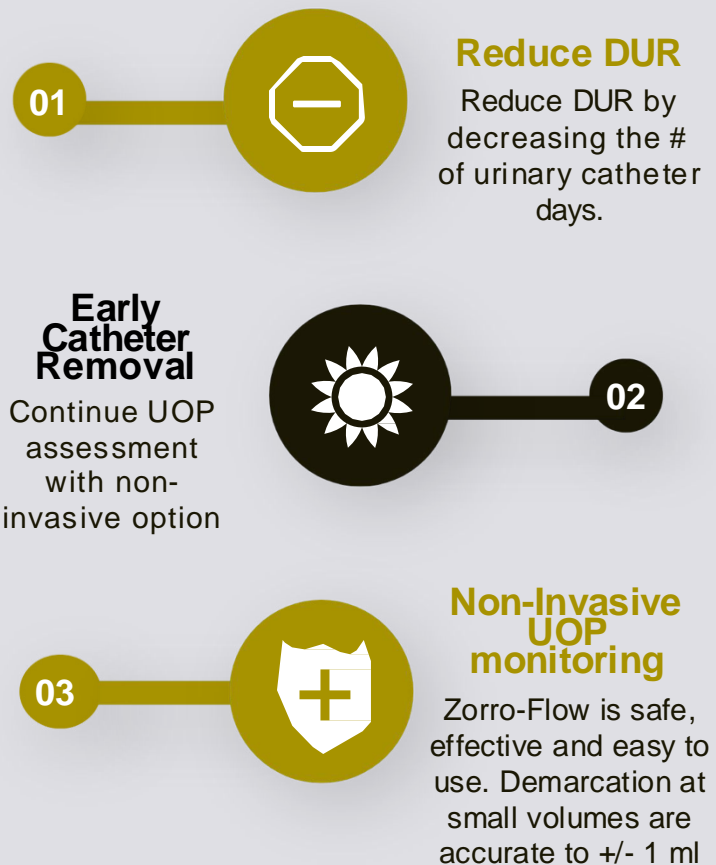 01
Reduce DUR
Reduce DUR by
decreasing the #
of urinary catheter
days.
Early
Catheter
Removal
Continue UOP
assessment
with non-
invasive option
02
03
Non-Invasive
UOP
monitoring
Zorro-Flow is safe,
effective and easy to
use. Demarcation at
small volumes are
accurate to +/- 1 ml